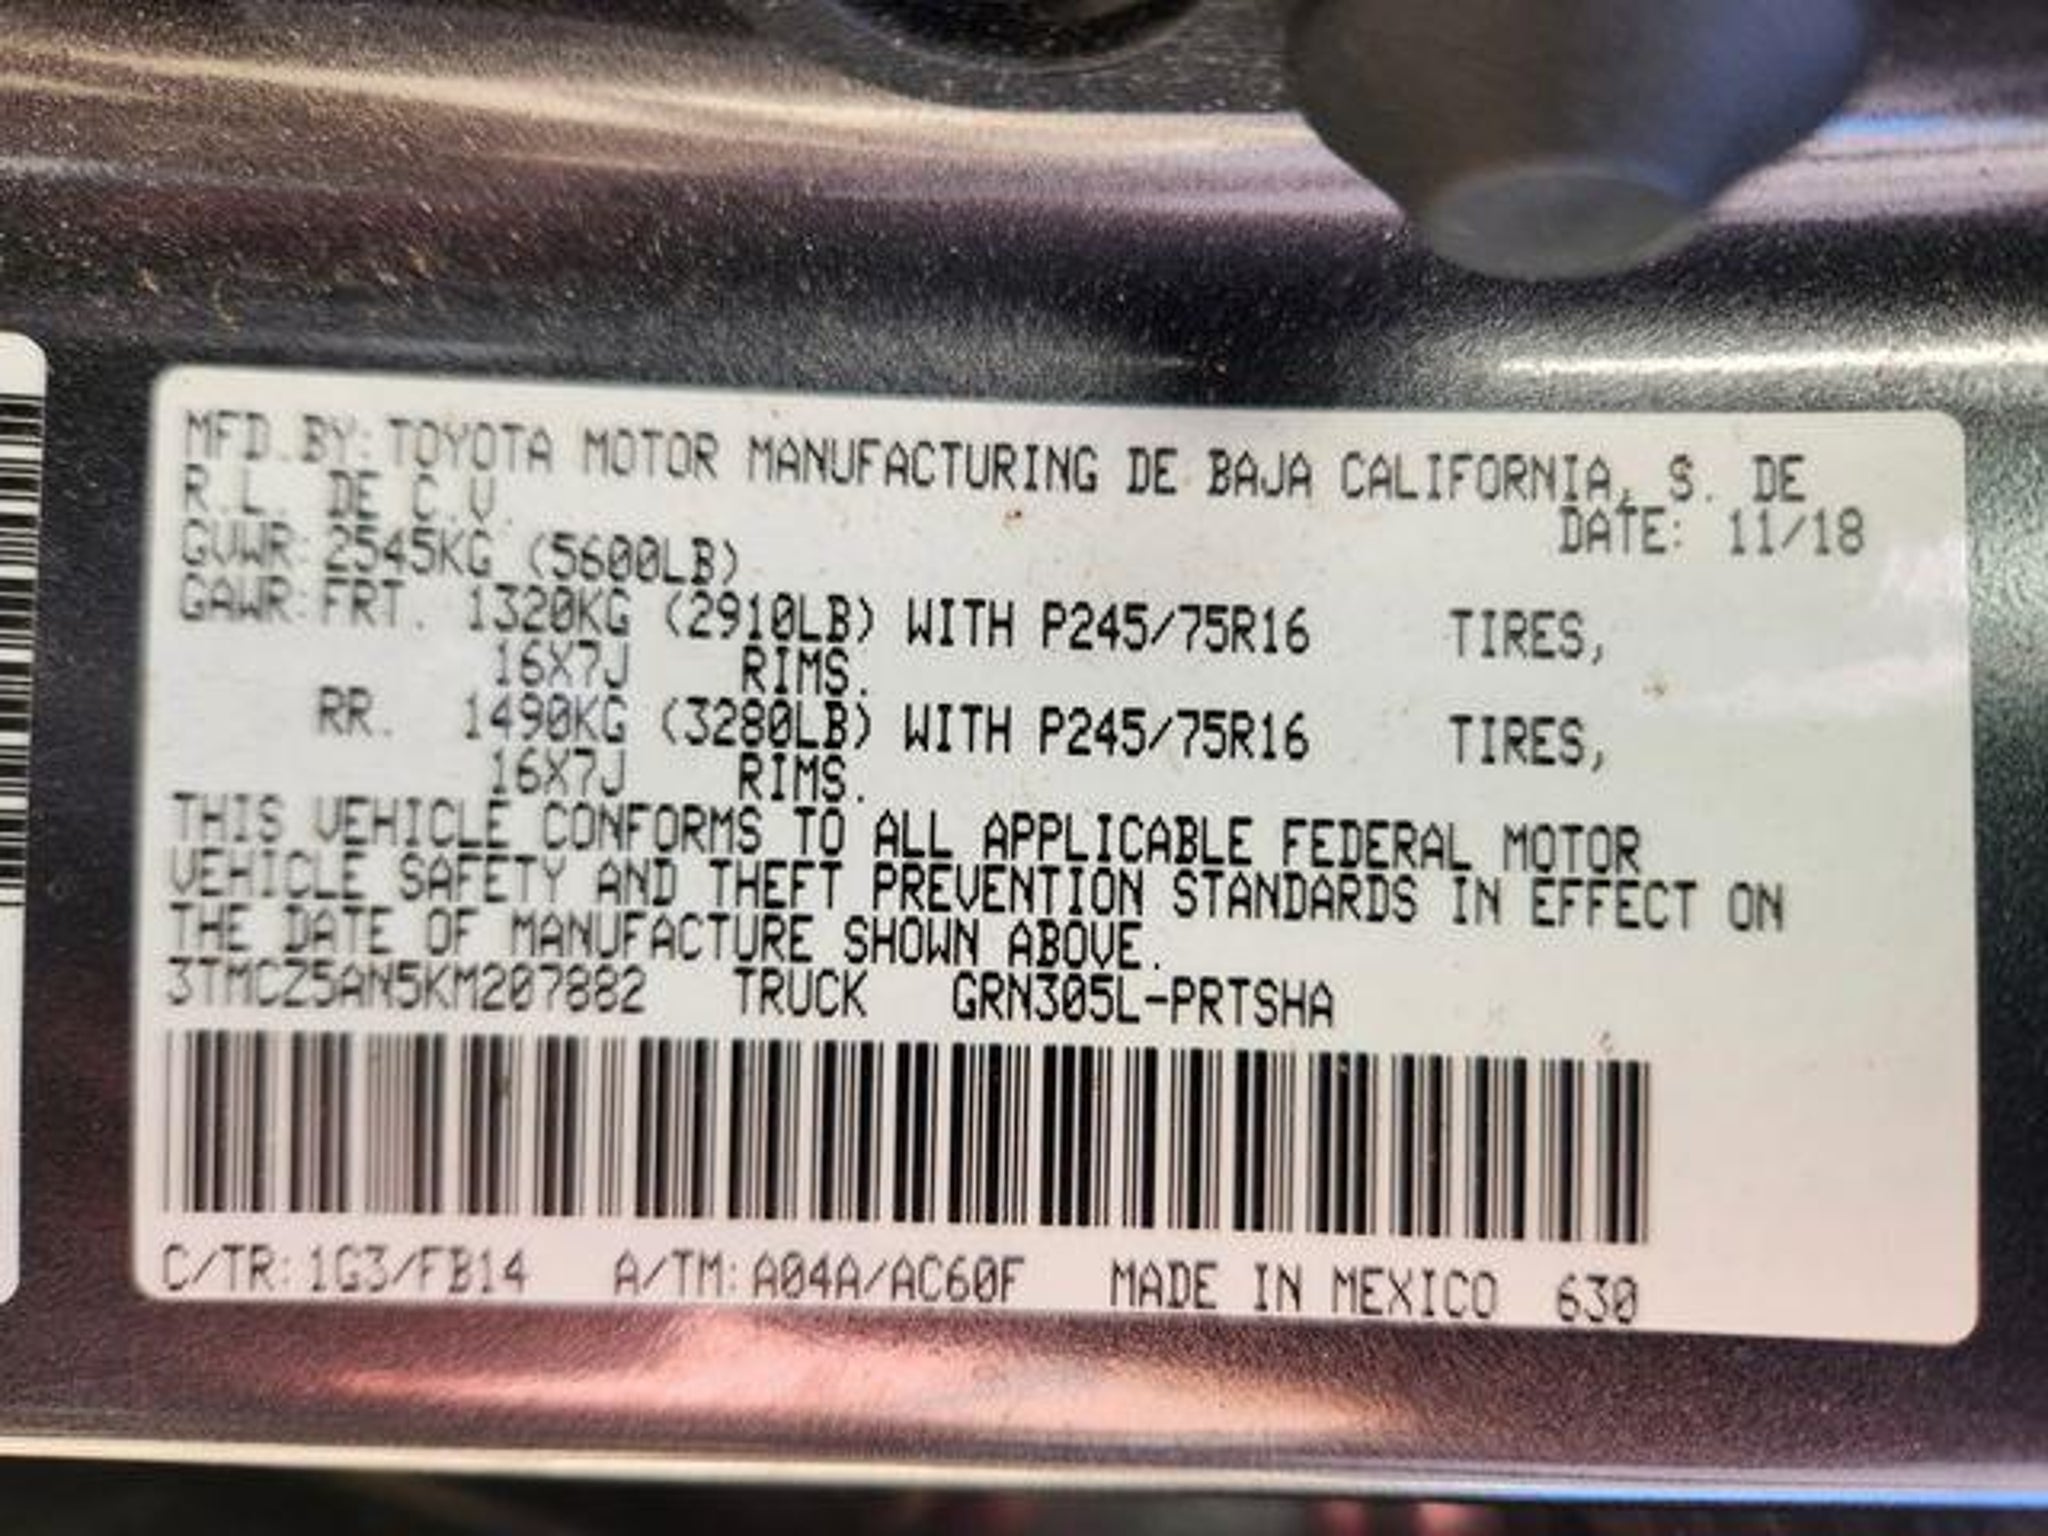 MFD.BY:TOYOTA MOTOR MANUFACTURING DE BAJA CALIFORNIA, S. DE
R.L. DE C.V.
DATE: 11/18
GVWR:2545KG (5600LB)
GAWR:FRT. 1320KG (2910LB) WITH P245/75R16 TIRES,
16X7J RIMS.
RR. 1490KG (3280LB) WITH P245/75R16 TIRES,
16X7J RIMS.
THIS VEHICLE CONFORMS TO ALL APPLICABLE FEDERAL MOTOR
VEHICLE SAFETY AND THEFT PREVENTION STANDARDS IN EFFECT ON
THE DATE OF MANUFACTURE SHOWN ABOVE.
3TMCZ5AN5KM207882 TRUCK GRN305L-PRTSHA
C/TR:1G3/FB14 A/TM:A04A/AC60F MADE IN MEXICO 630